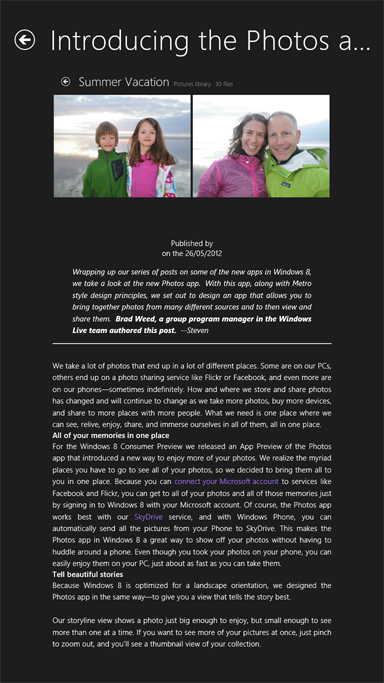 Introducing the Photos a...
Summer Vacation Pictures library 30 files
Published by
on the 26/05/2012
Wrapping up our series of posts on some of the new apps in Windows 8,
we take a look at the new Photos app. With this app, along with Metro
style design principles, we set out to design an app that allows you to
bring together photos from many different sources and to then view and
share them. Brad Weed, a group program manager in the Windows
Live team authored this post. --Steven
We take a lot of photos that end up in a lot of different places. Some are on our PCs,
others end up on a photo sharing service like Flickr or Facebook, and even more are
on our phones—sometimes indefinitely. How and where we store and share photos
has changed and will continue to change as we take more photos, buy more devices,
and share to more places with more people. What we need is one place where we
can see, relive, enjoy, share, and immerse ourselves in all of them, all in one place.
All of your memories in one place
For the Windows 8 Consumer Preview we released an App Preview of the Photos
app that introduced a new way to enjoy more of your photos. We realize the myriad
places you have to go to see all of your photos, so we decided to bring them all to
you in one place. Because you can connect your Microsoft account to services like
Facebook and Flickr, you can get to all of your photos and all of those memories just
by signing in to Windows 8 with your Microsoft account. Of course, the Photos app
works best with our SkyDrive service, and with Windows Phone, you can
automatically send all the pictures from your Phone to SkyDrive. This makes the
Photos app in Windows 8 a great way to show off your photos without having to
huddle around a phone. Even though you took your photos on your phone, you can
easily enjoy them on your PC, just about as fast as you can take them.
Tell beautiful stories
Because Windows 8 is optimized for a landscape orientation, we designed the
Photos app in the same way—to give you a view that tells the story best.
Our storyline view shows a photo just big enough to enjoy, but small enough to see
more than one at a time. If you want to see more of your pictures at once, just pinch
to zoom out, and you'll see a thumbnail view of your collection.